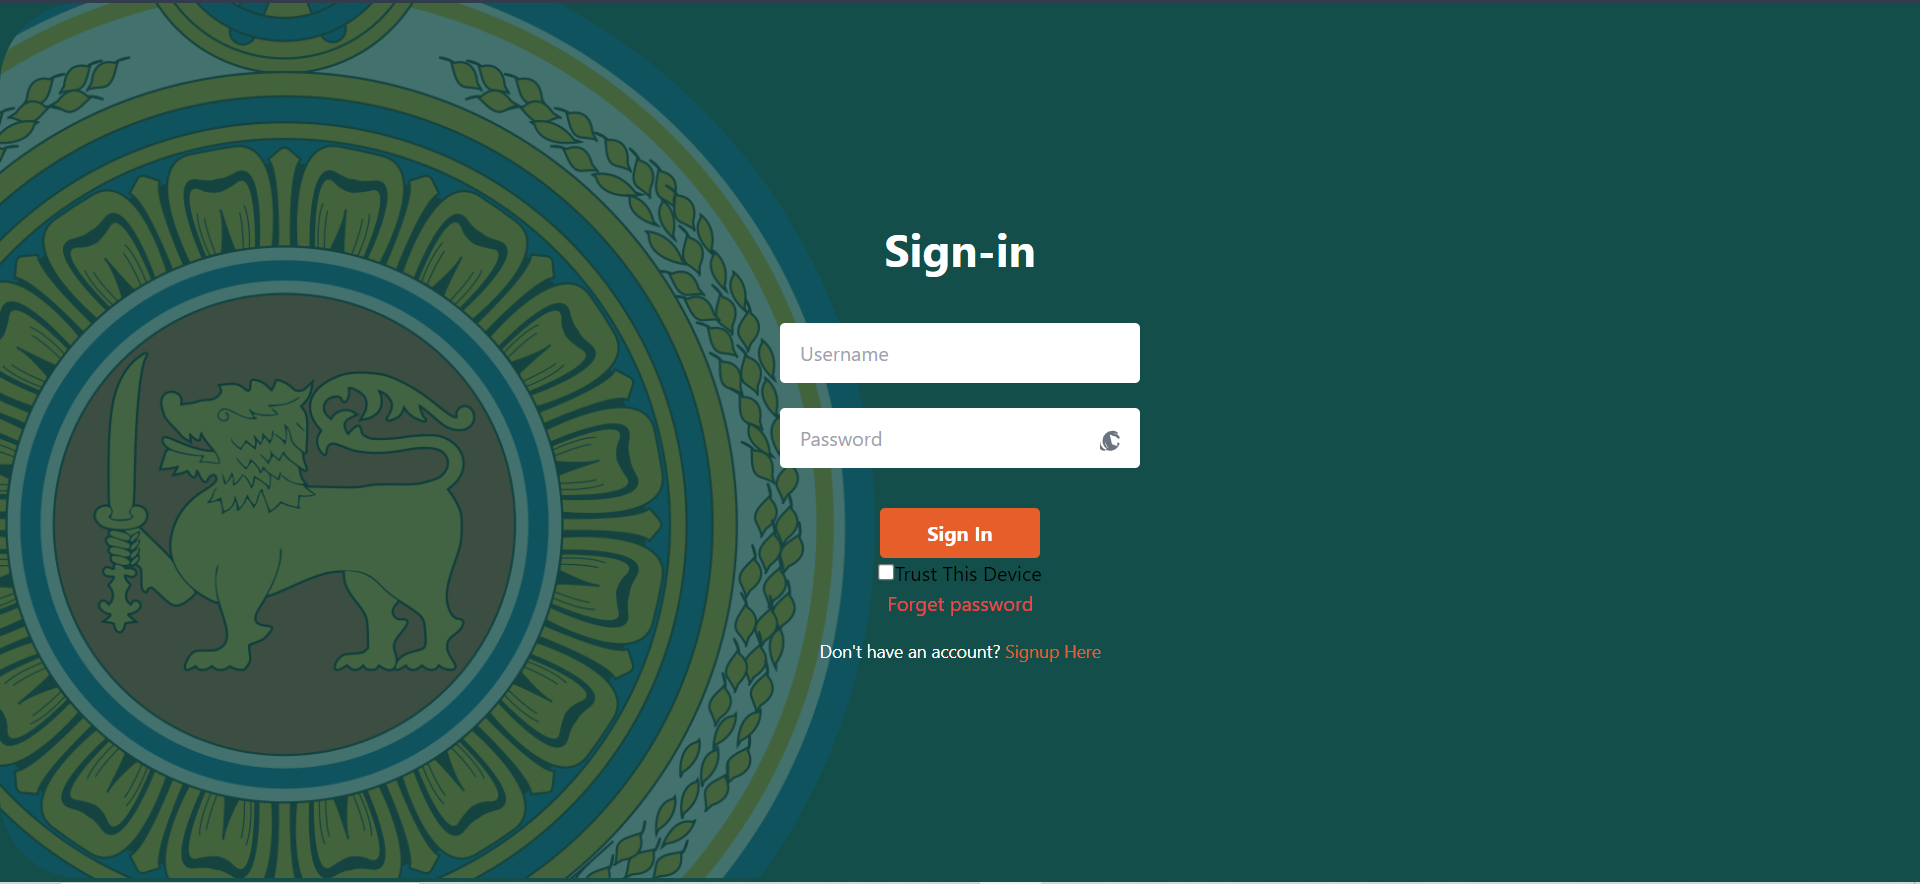 Sign-in
Username
Password
Sign In
Trust This Device
Forget password
Don't have an account? Signup Here